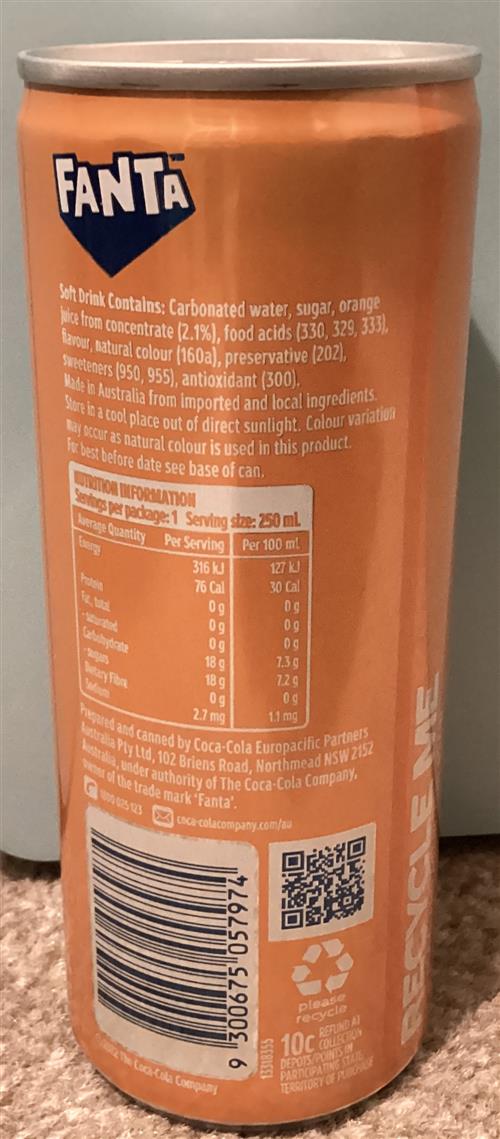 FANTA™
Soft Drink Contains: Carbonated water, sugar, orange
juice from concentrate (2.1%), food acids (330, 329, 333),
flavour, natural colour (160a), preservative (202),
sweeteners (950, 955), antioxidant (300).
Made in Australia from imported and local ingredients.
Store in a cool place out of direct sunlight. Colour variation
may occur as natural colour is used in this product.
For best before date see base of can.
NUTRITION INFORMATION
Servings per package: 1 Serving size: 250 mL
Average Quantity Per Serving Per 100 mL
Energy 316 kJ 127 kJ
76 Cal 30 Cal
Protein 0 g 0 g
Fat, total 0 g 0 g
- saturated 0 g 0 g
Carbohydrate 18 g 7.3 g
- sugars 18 g 7.2 g
Dietary Fibre 0 g 0 g
Sodium 2.7 mg 1.1 mg
Prepared and canned by Coca-Cola Europacific Partners
Australia Pty Ltd, 102 Briens Road, Northmead NSW 2152
Australia, under authority of The Coca-Cola Company,
owner of the trade mark 'Fanta'.
1800 025 123 coca-colacompany.com/au
9 300675 057974
please
recycle
13318355
10c REFUND AT
COLLECTION
DEPOTS/POINTS IN
PARTICIPATING STATE/
TERRITORY OF PURCHASE
The Coca-Cola Company
RECYCLE ME